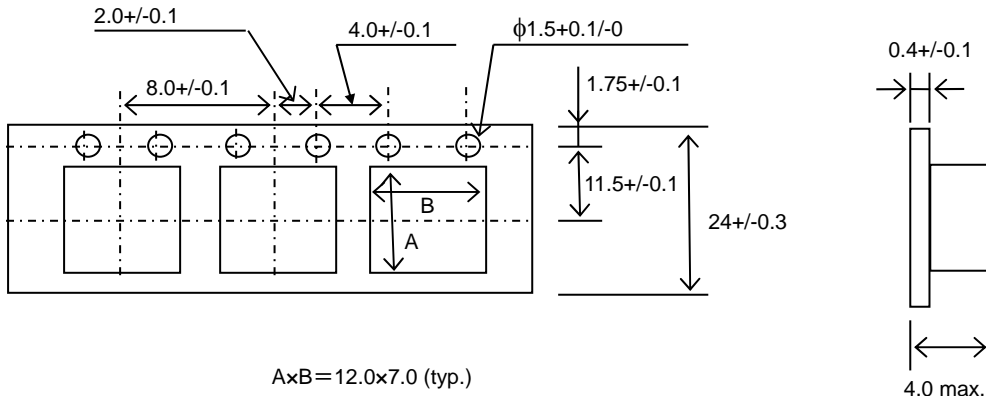 2.0+/-0.1
4.0+/-0.1
ϕ1.5+0.1/-0
0.4+/-0.1
8.0+/-0.1
1.75+/-0.1
11.5+/-0.1
B
24+/-0.3
A
A×B＝12.0×7.0 (typ.)
4.0 max.